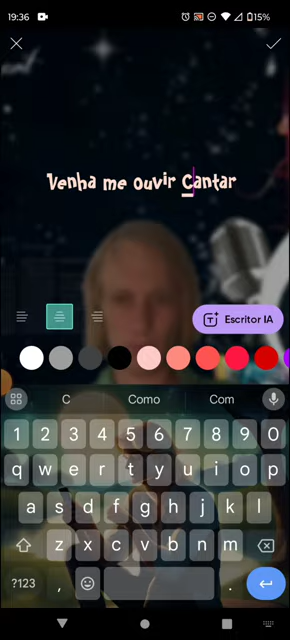 19:36
15%
Venha me ouvir Cantar
Escritor IA
C Como Com
1 2 3 4 5 6 7 8 9 0
q w e r t y u i o p
a s d f g h j k l
z x c v b n m
?123 , .